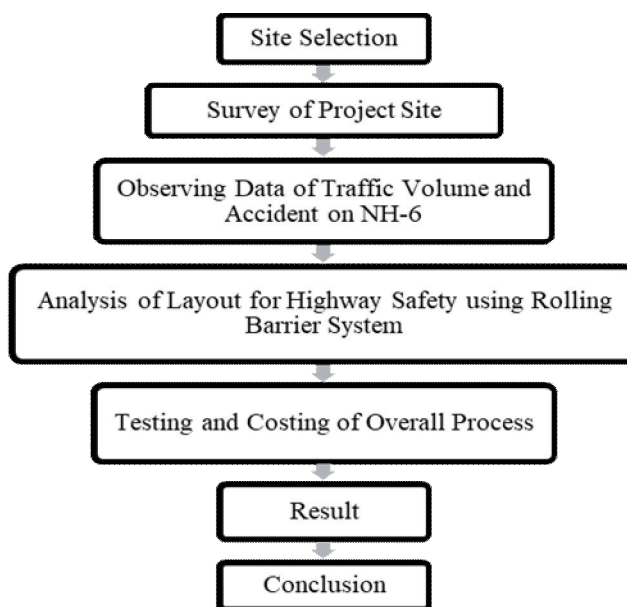 Site Selection
Survey of Project Site
Observing Data of Traffic Volume and
Accident on NH-6
Analysis of Layout for Highway Safety using Rolling
Barrier System
Testing and Costing of Overall Process
Result
Conclusion